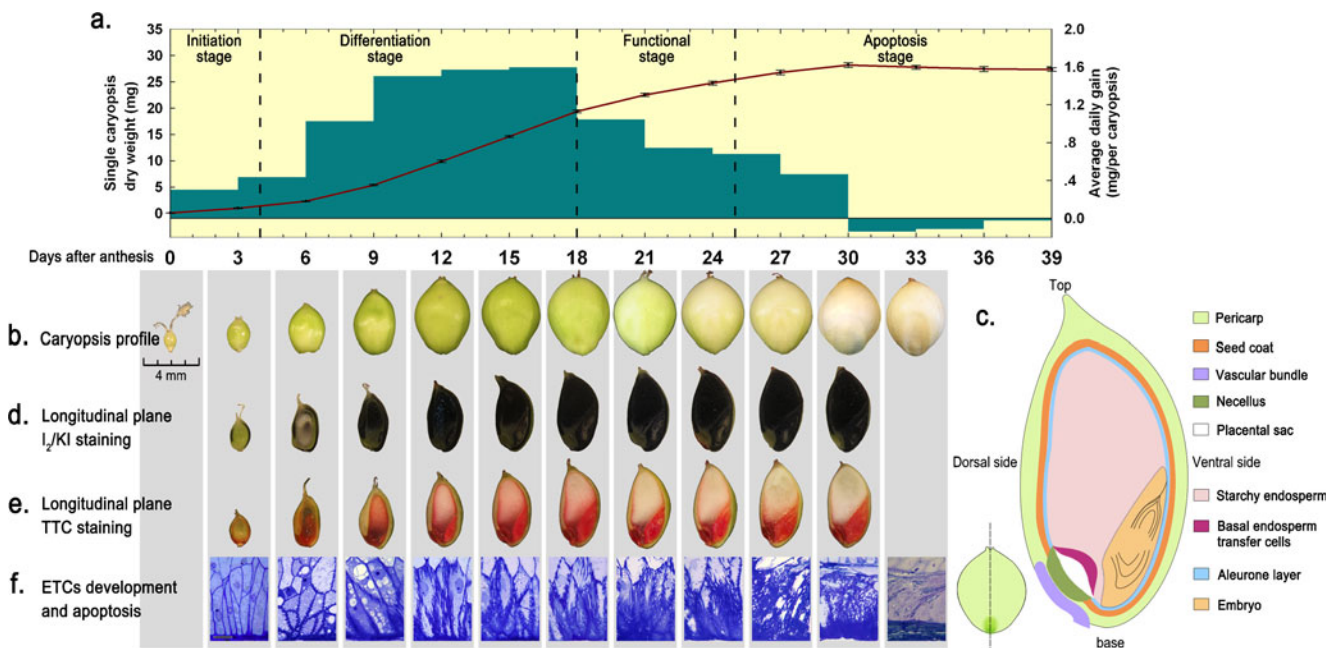 a.
Initiation
stage
Differentiation
stage
Functional
stage
Apoptosis
stage
Single caryopsis
dry weight (mg)
35
30
25
20
15
10
5
0
2.0
1.6
1.2
.8
.4
0.0
Average daily gain
(mg/per caryopsis)
Days after anthesis
0 3 6 9 12 15 18 21 24 27 30 33 36 39
b. Caryopsis profile
4 mm
d. Longitudinal plane
I2/KI staining
e. Longitudinal plane
TTC staining
f. ETCs development
and apoptosis
c.
Top
Dorsal side
Ventral side
base
Pericarp
Seed coat
Vascular bundle
Necellus
Placental sac
Starchy endosperm
Basal endosperm
transfer cells
Aleurone layer
Embryo